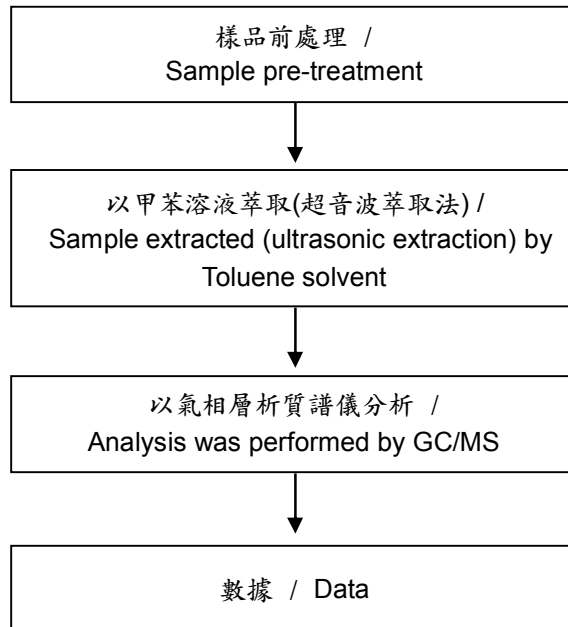 樣品前處理 /
Sample pre-treatment
以甲苯溶液萃取(超音波萃取法) /
Sample extracted (ultrasonic extraction) by
Toluene solvent
以氣相層析質譜儀分析 /
Analysis was performed by GC/MS
數據 / Data